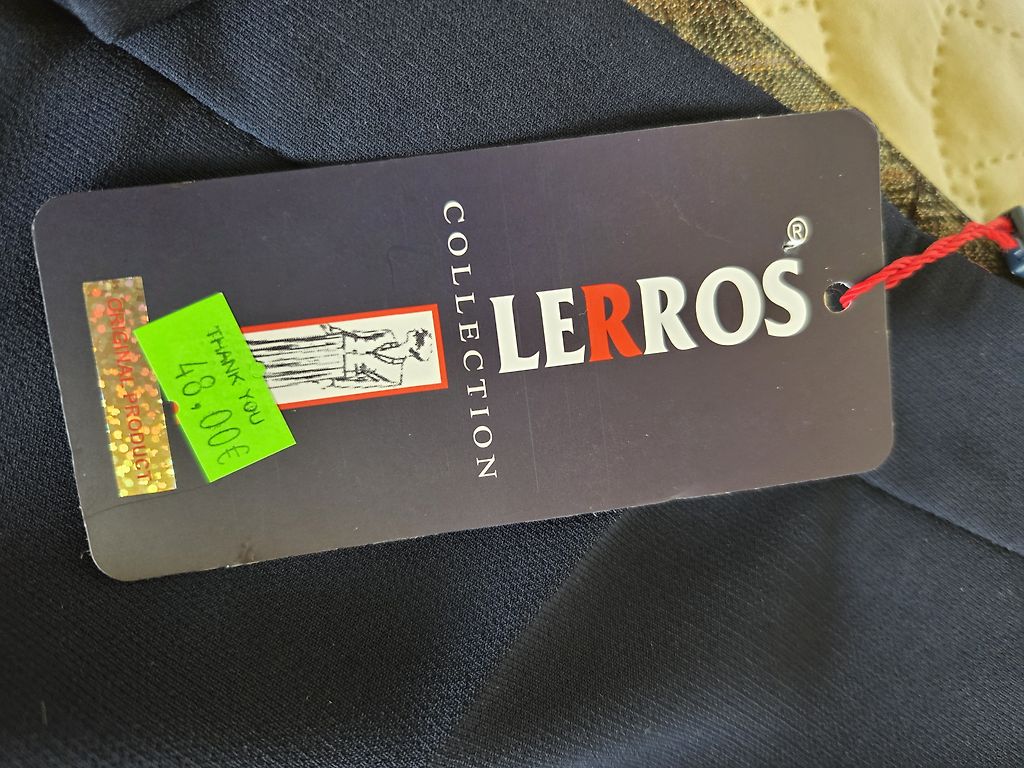 LERROS®
COLLECTION
THANK YOU
48.00€
ORIGINAL PRODUCT!